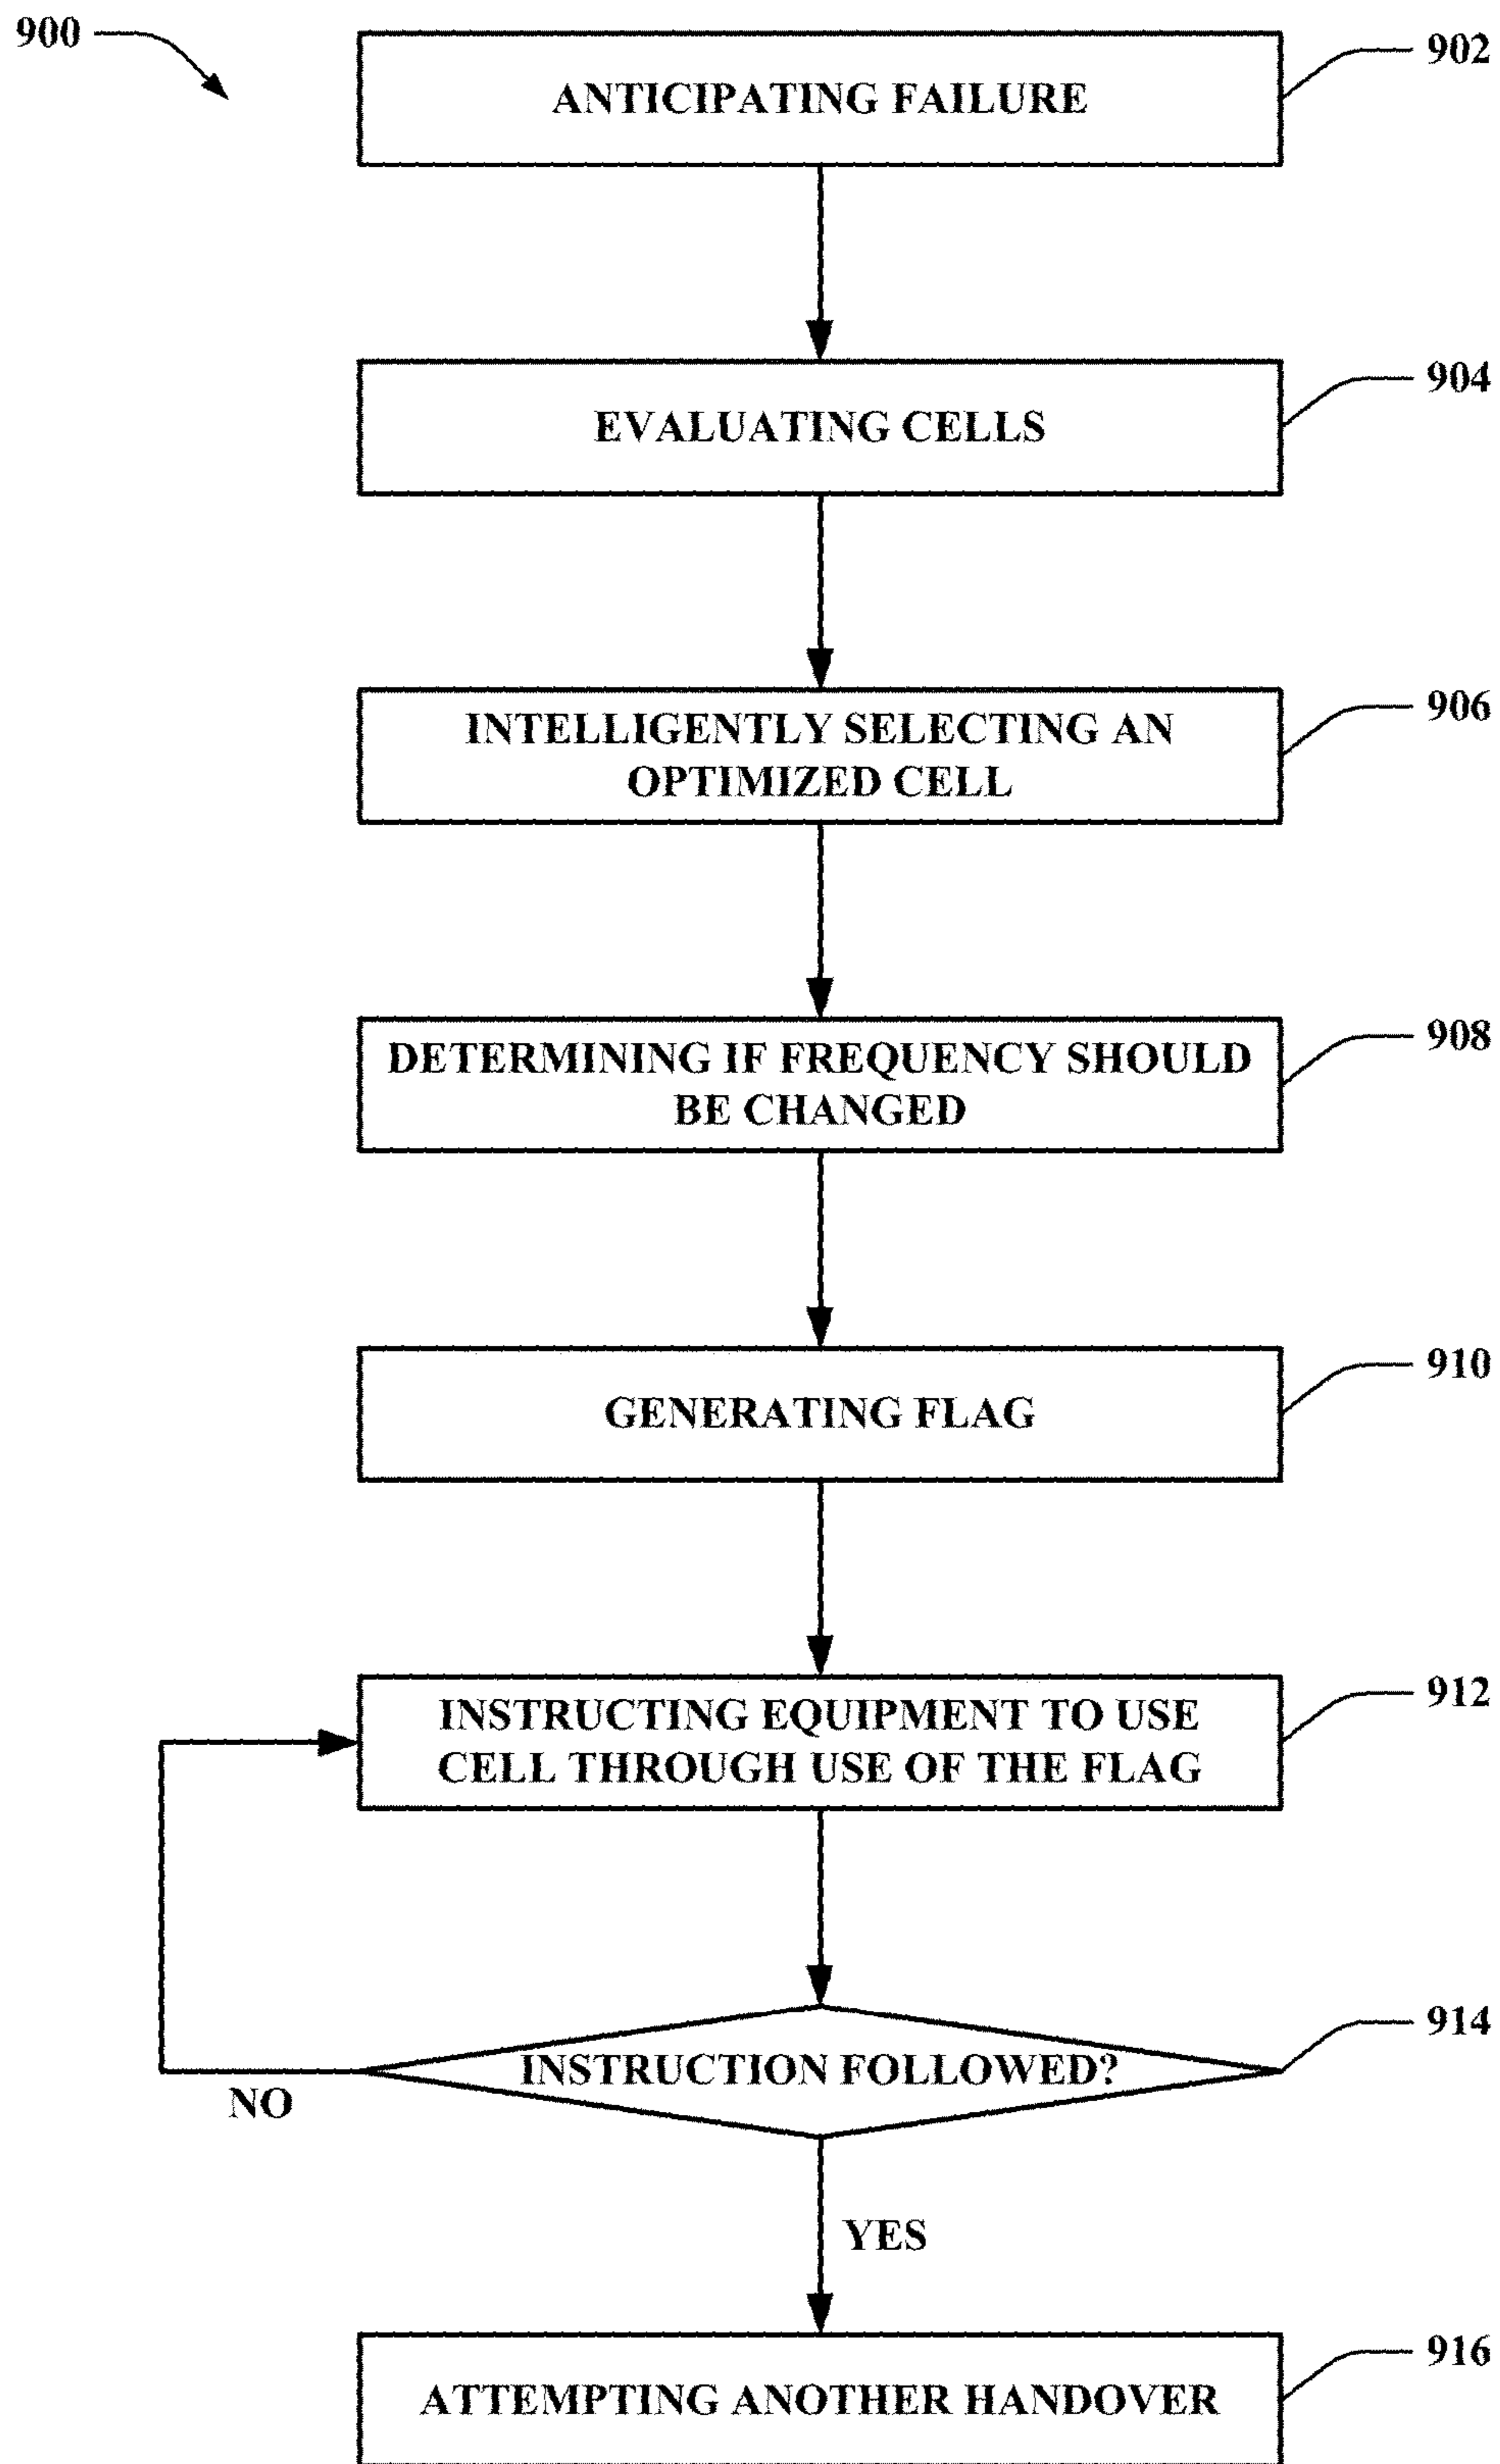 900
ANTICIPATING FAILURE
902
EVALUATING CELLS
904
INTELLIGENTLY SELECTING AN
OPTIMIZED CELL
906
DETERMINING IF FREQUENCY SHOULD
BE CHANGED
908
GENERATING FLAG
910
INSTRUCTING EQUIPMENT TO USE
CELL THROUGH USE OF THE FLAG
912
INSTRUCTION FOLLOWED?
914
NO
YES
ATTEMPTING ANOTHER HANDOVER
916